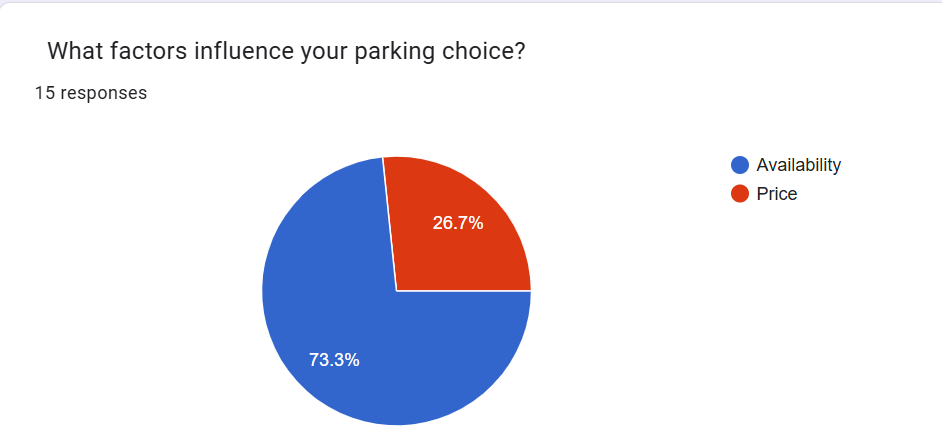 What factors influence your parking choice?
15 responses
Availability
Price
26.7%
73.3%